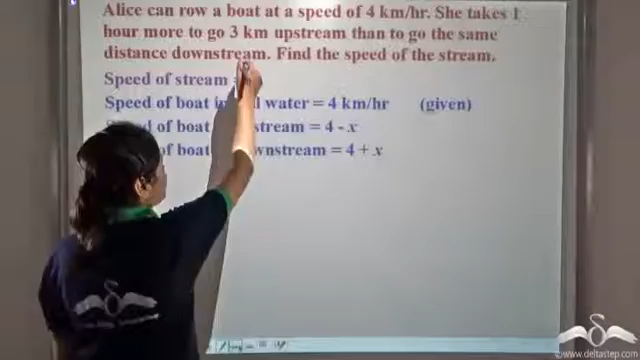 Alice can row a boat at a speed of 4 km/hr. She takes 1
hour more to go 3 km upstream than to go the same
distance downstream. Find the speed of the stream.
Speed of stream
Speed of boat water = 4 km/hr (given)
of boat stream = 4 - x
of boat = 4 + x
© www.deltastep.com